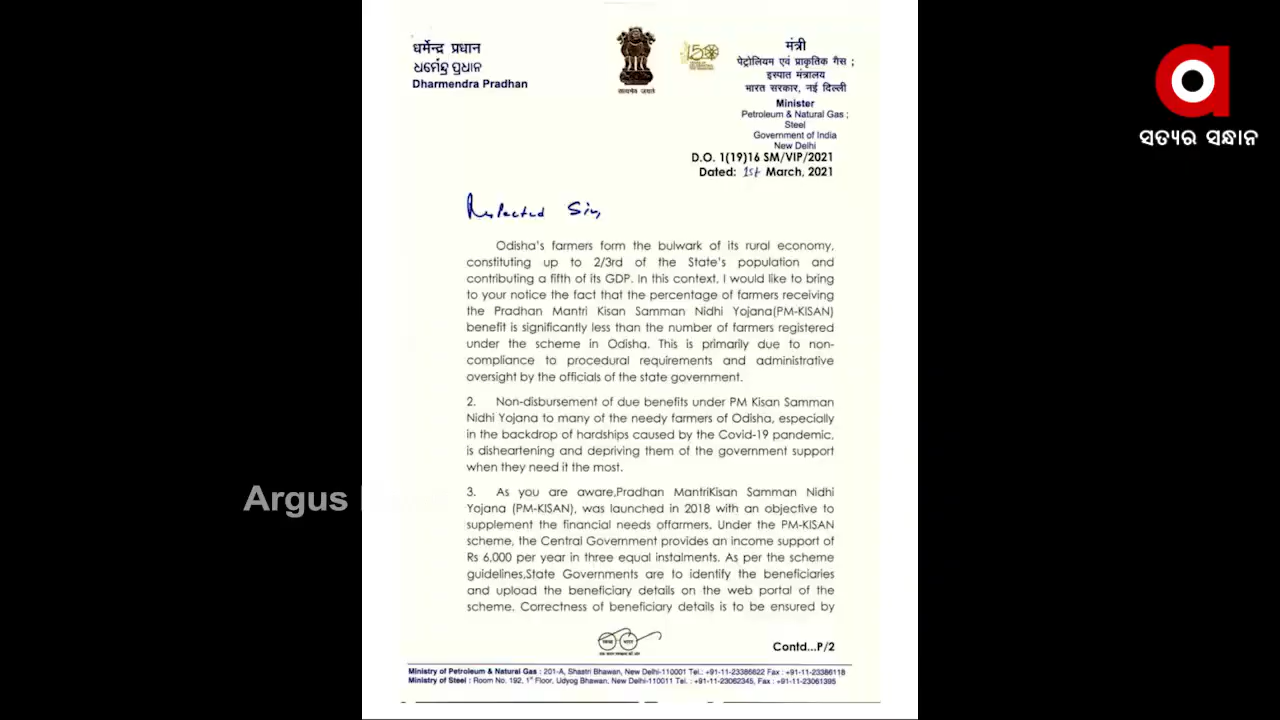 धर्मेन्द्र प्रधान
ଧର୍ମେନ୍ଦ୍ର ପ୍ରଧାନ
Dharmendra Pradhan
सत्यमेव जयते
150
मंत्री
पेट्रोलियम एवं प्राकृतिक गैस ;
इस्पात मंत्रालय
भारत सरकार, नई दिल्ली
Minister
Petroleum & Natural Gas ;
Steel
Government of India
New Delhi
D.O. 1(19)16 SM/VIP/2021
Dated: 1st March, 2021
a
ସତ୍ୟର ସନ୍ଧାନ
Respected Sir,
Odisha's farmers form the bulwark of its rural economy,
constituting up to 2/3rd of the State's population and
contributing a fifth of its GDP. In this context, I would like to bring
to your notice the fact that the percentage of farmers receiving
the Pradhan Mantri Kisan Samman Nidhi Yojana(PM-KISAN)
benefit is significantly less than the number of farmers registered
under the scheme in Odisha. This is primarily due to non-
compliance to procedural requirements and administrative
oversight by the officials of the state government.
2. Non-disbursement of due benefits under PM Kisan Samman
Nidhi Yojana to many of the needy farmers of Odisha, especially
in the backdrop of hardships caused by the Covid-19 pandemic,
is disheartening and depriving them of the government support
when they need it the most.
3. As you are aware,Pradhan MantriKisan Samman Nidhi
Yojana (PM-KISAN), was launched in 2018 with an objective to
supplement the financial needs offarmers. Under the PM-KISAN
scheme, the Central Government provides an income support of
Rs 6,000 per year in three equal instalments. As per the scheme
guidelines,State Governments are to identify the beneficiaries
and upload the beneficiary details on the web portal of the
scheme. Correctness of beneficiary details is to be ensured by
Argus
स्वच्छ भारत
एक कदम स्वच्छता की ओर
Contd...P/2
Ministry of Petroleum & Natural Gas : 201-A, Shastri Bhawan, New Delhi-110001 Tel.: +91-11-23386622 Fax : +91-11-23386118
Ministry of Steel : Room No. 192, 1st Floor, Udyog Bhawan, New Delhi-110011 Tel. : +91-11-23062345, Fax : +91-11-23061395